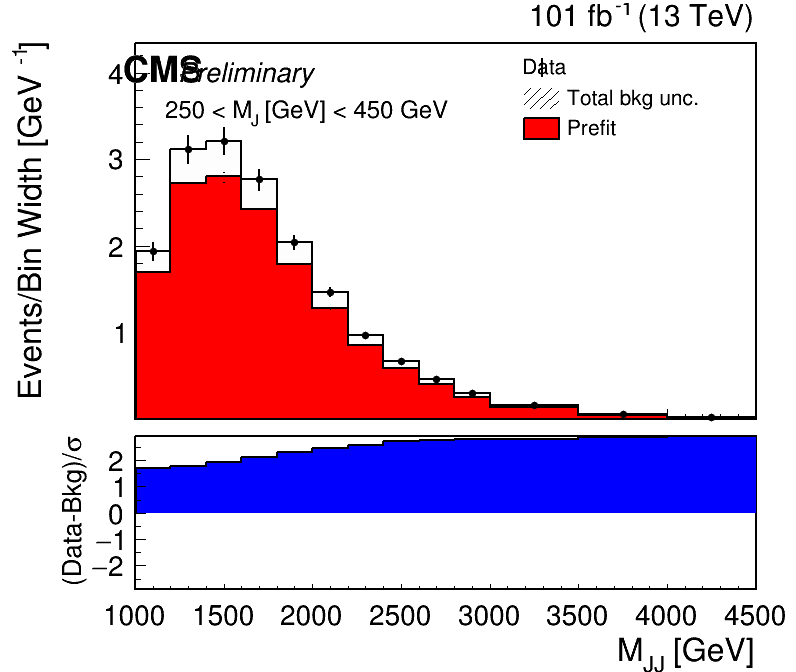 101 fb⁻¹ (13 TeV)
CMS Preliminary
250 < M_J [GeV] < 450 GeV
Data
Total bkg unc.
Prefit
Events/Bin Width [GeV⁻¹]
4
3
2
1
(Data-Bkg)/σ
2
1
0
−1
−2
1000 1500 2000 2500 3000 3500 4000 4500
M_JJ [GeV]